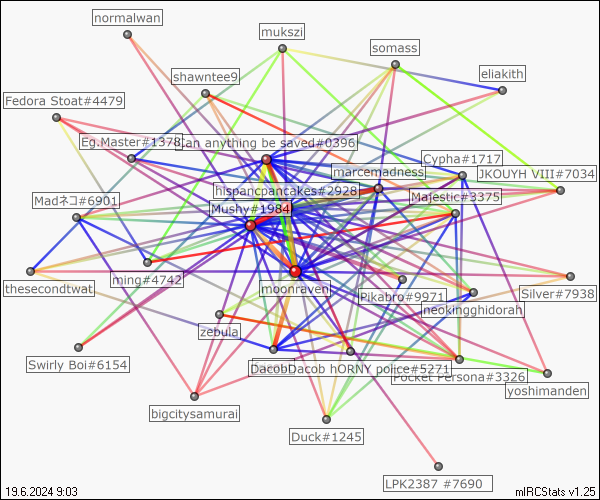 normalwan
mukszi
somass
shawntee9
eliakith
Fedora Stoat#4479
Eg.Master#1378
an anything be saved#0396
Cypha#1717
marcemadness
JKOUYH VIII#7034
hispancpancakes#2928
Majestic#3375
Madネコ#6901
Mushy#1984
ming#4742
moonraven
thesecondtwat
Pikabro#9971
Silver#7938
neokingghidorah
zebula
Swirly Boi#6154
DacobDacob hORNY police#5271
Pocket Persona#3326
yoshimanden
bigcitysamurai
Duck#1245
LPK2387 #7690
19.6.2024 9:03
mIRCStats v1.25